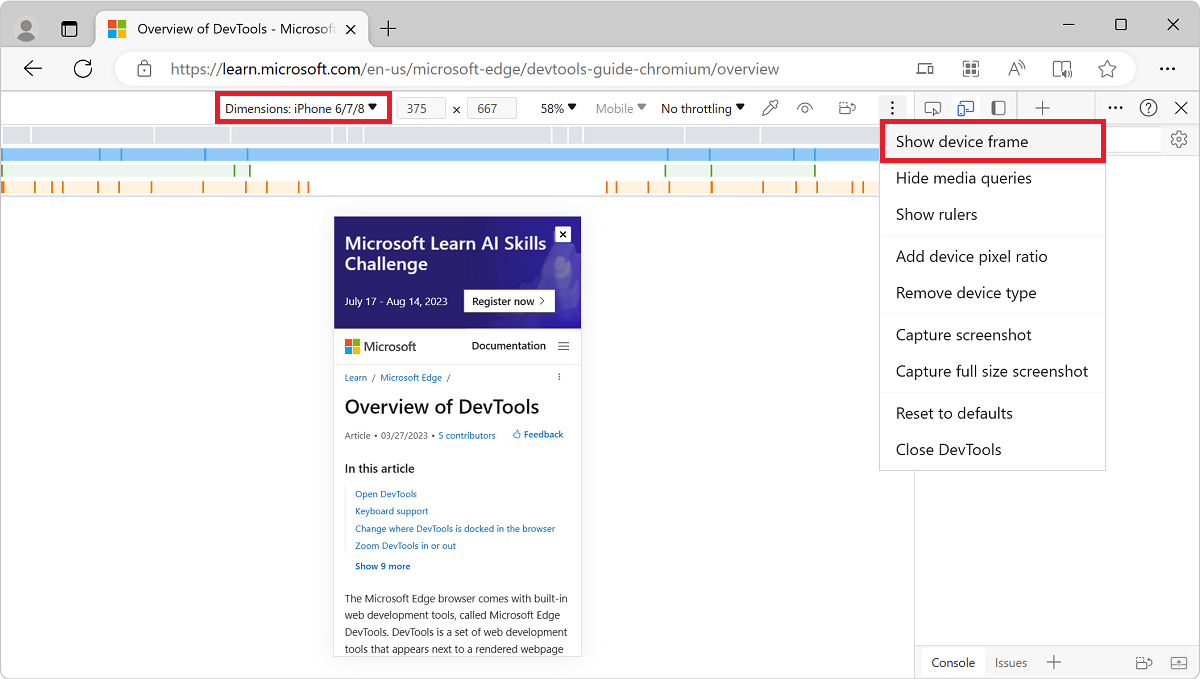 Overview of DevTools - Microsoft
https://learn.microsoft.com/en-us/microsoft-edge/devtools-guide-chromium/overview
Dimensions: iPhone 6/7/8 ▼ 375 × 667 58% ▼ Mobile ▼ No throttling ▼
Show device frame
Hide media queries
Show rulers
Add device pixel ratio
Remove device type
Capture screenshot
Capture full size screenshot
Reset to defaults
Close DevTools
Microsoft Learn AI Skills
Challenge
July 17 - Aug 14, 2023 Register now
Microsoft Documentation
Learn / Microsoft Edge /
Overview of DevTools
Article • 03/27/2023 • 5 contributors Feedback
In this article
Open DevTools
Keyboard support
Change where DevTools is docked in the browser
Zoom DevTools in or out
Show 9 more
The Microsoft Edge browser comes with built-in
web development tools, called Microsoft Edge
DevTools. DevTools is a set of web development
tools that appears next to a rendered webpage
Console Issues